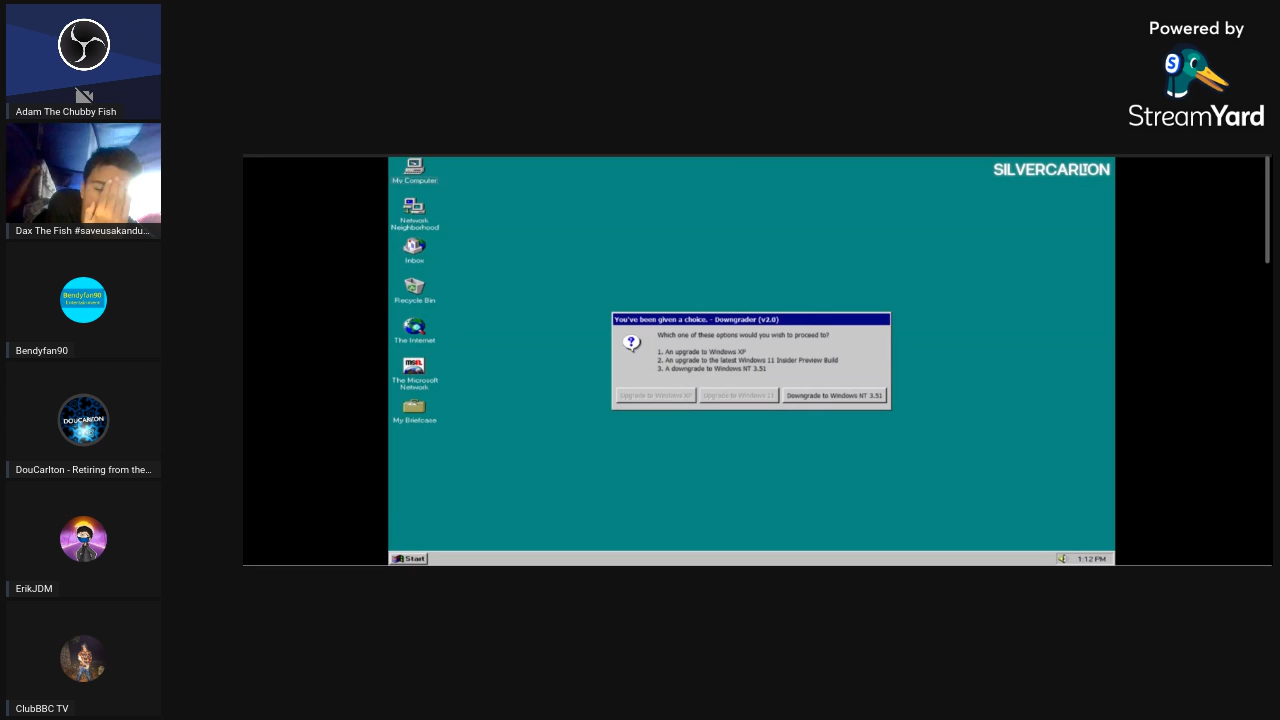 Adam The Chubby Fish
Dax The Fish #saveusakandu...
Bendyfan90
Entertainment
Bendyfan90
DOUCARLTON
DouCarlton - Retiring from the...
ErikJDM
ClubBBC TV
Powered by
S
StreamYard
SILVERCARLTON
My Computer
Network
Neighborhood
Inbox
Recycle Bin
The Internet
msn
The Microsoft
Network
My Briefcase
You've been given a choice. - Downgrader (v2.0)
Which one of these options would you wish to proceed to?
1. An upgrade to Windows XP
2. An upgrade to the latest Windows 11 Insider Preview Build
3. A downgrade to Windows NT 3.51
Upgrade to Windows XP
Upgrade to Windows 11
Downgrade to Windows NT 3.51
Start
1:12 PM